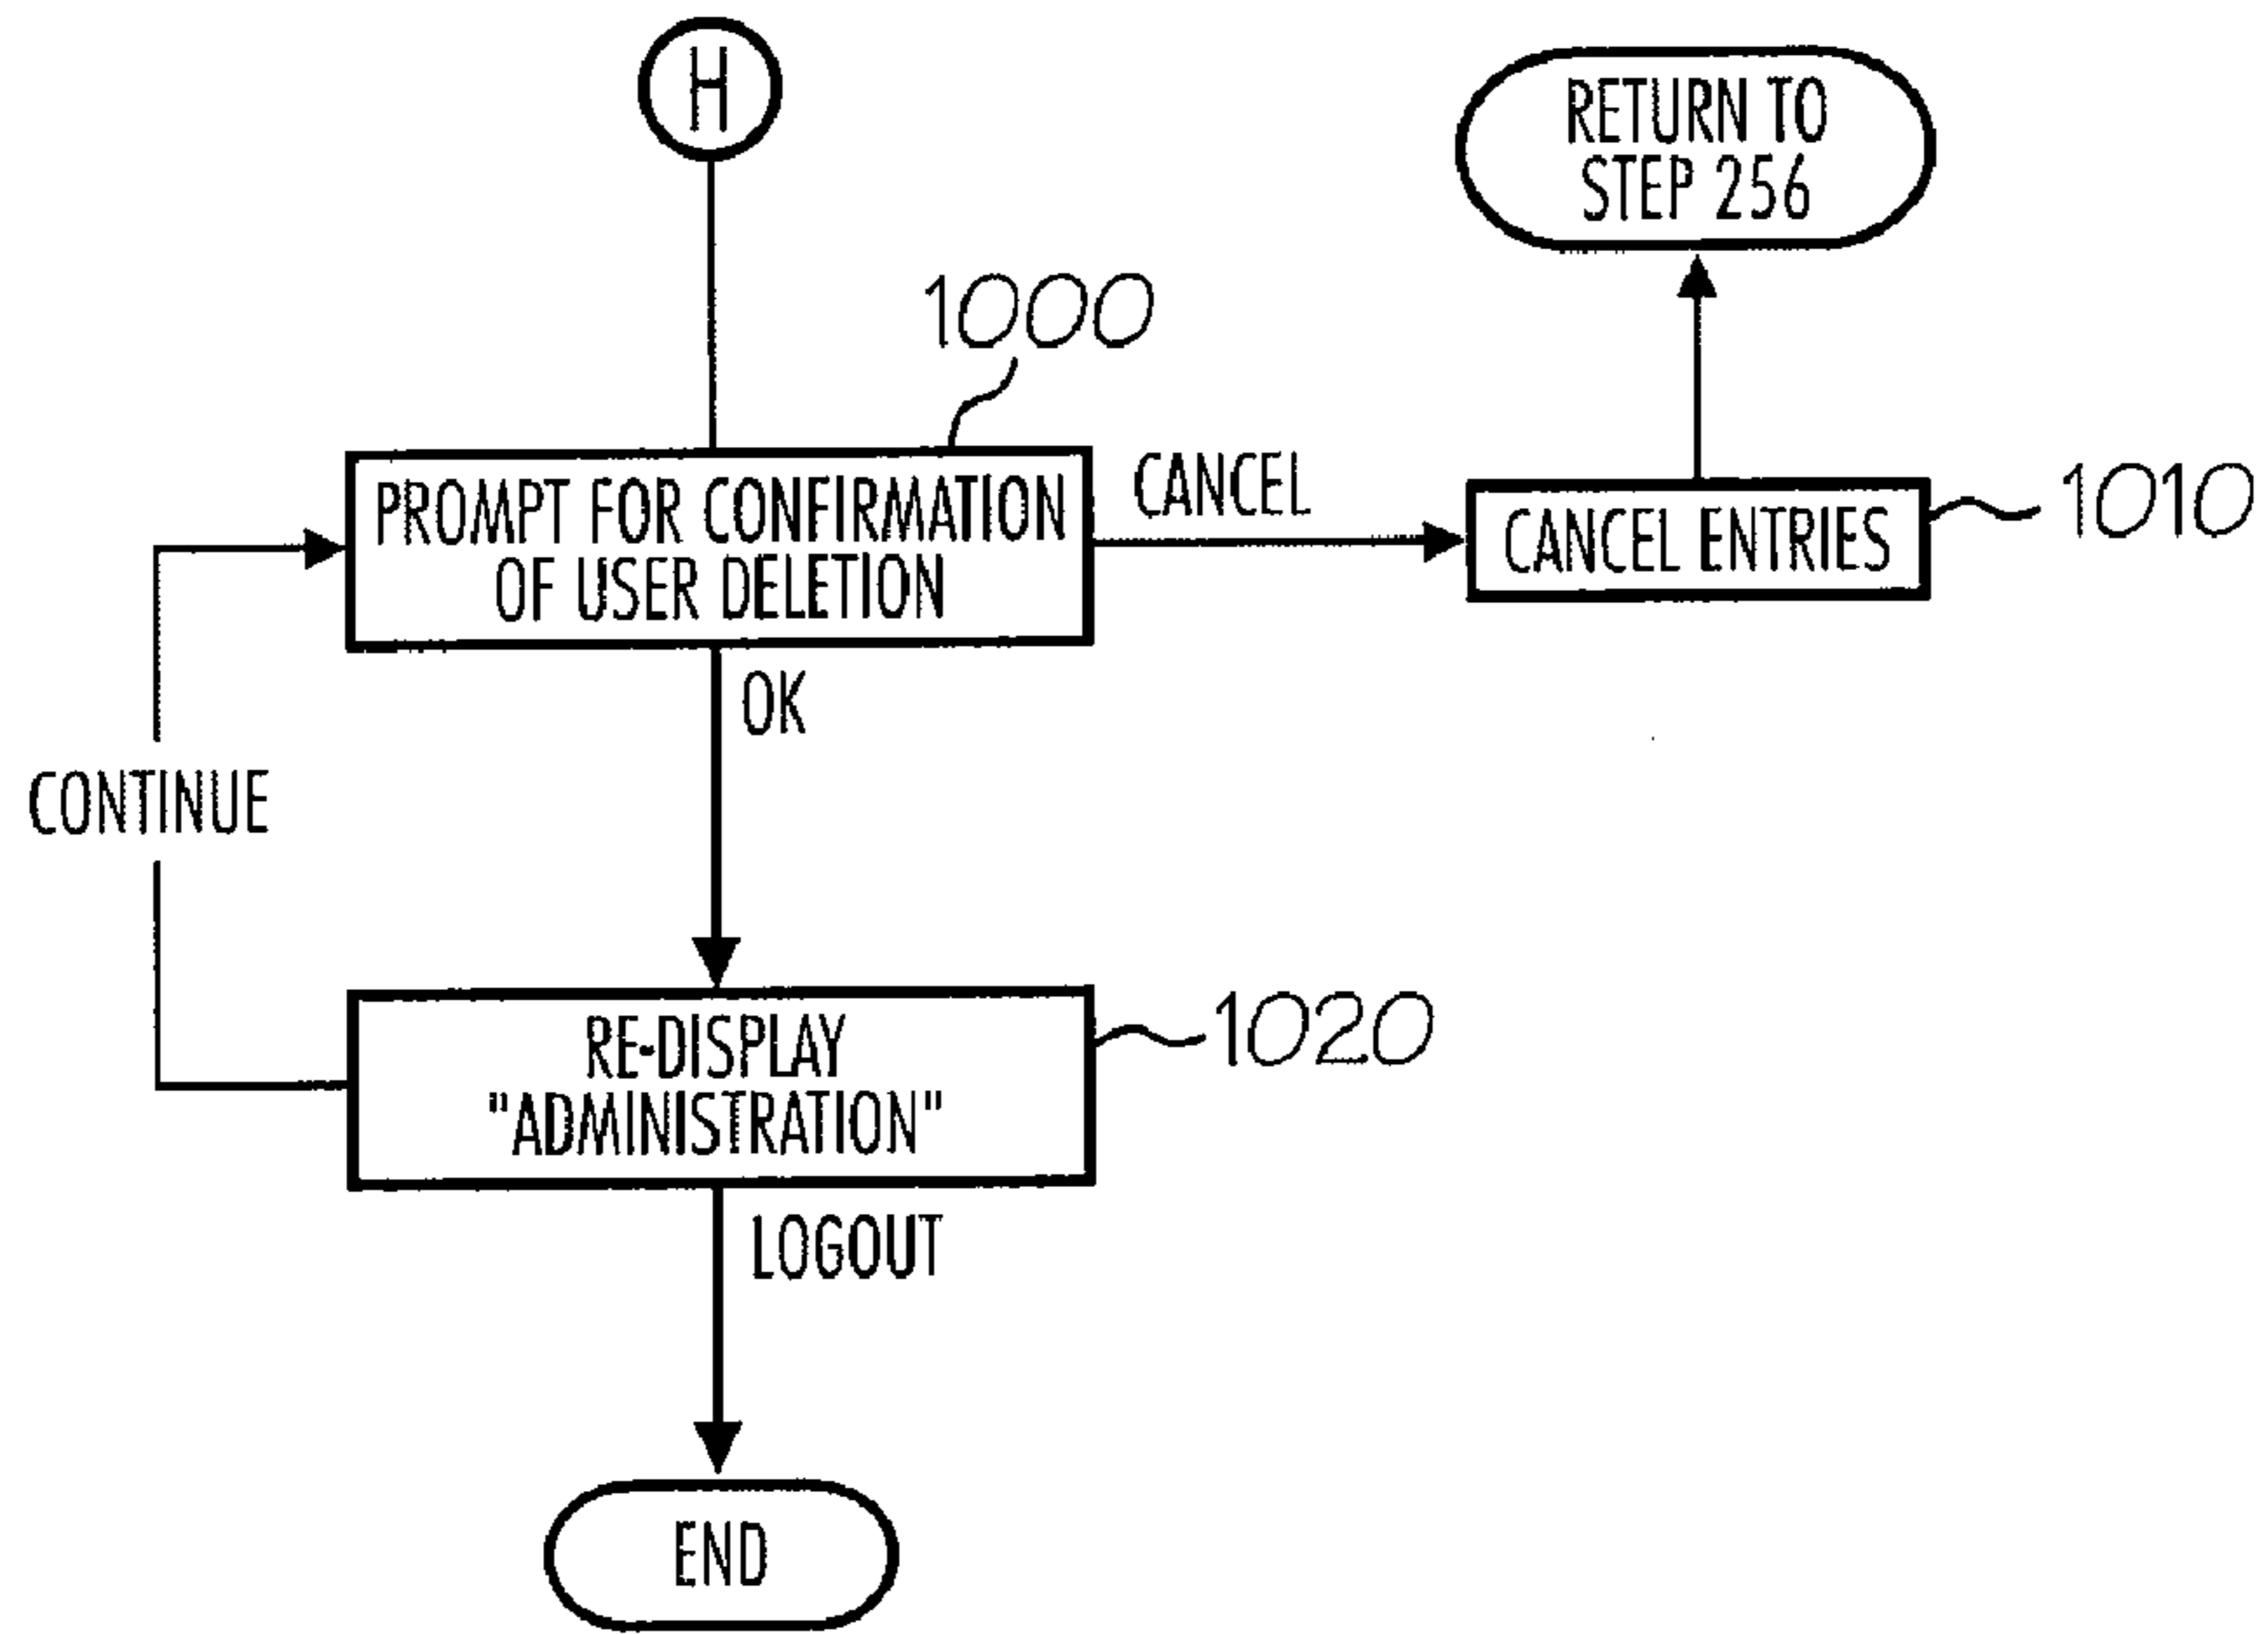 H
RETURN TO
STEP 256
1000
PROMPT FOR CONFIRMATION
OF USER DELETION
CANCEL
CANCEL ENTRIES
1010
OK
CONTINUE
RE-DISPLAY
"ADMINISTRATION"
1020
LOGOUT
END